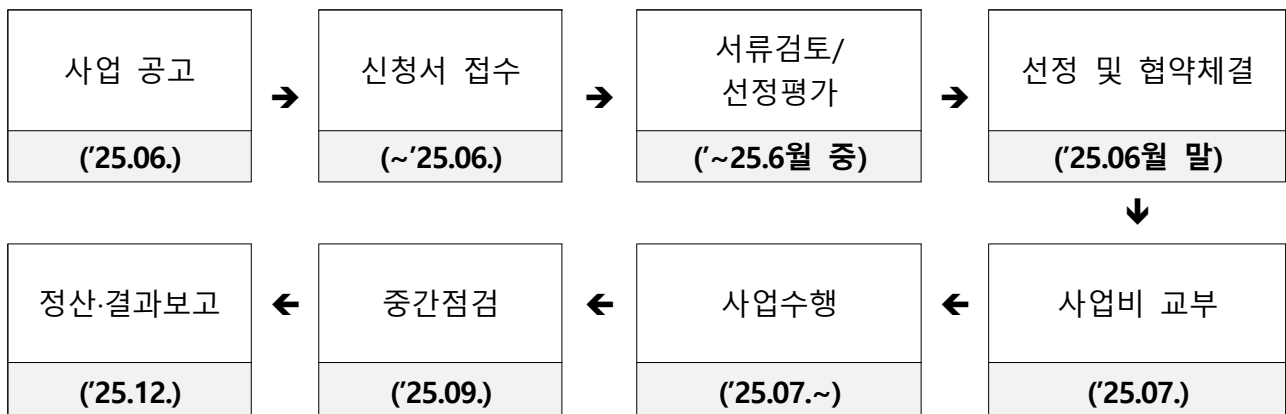 사업 공고
('25.06.)
➔
신청서 접수
(~'25.06.)
➔
서류검토/
선정평가
('~25.6월 중)
➔
선정 및 협약체결
('25.06월 말)
🡻
사업비 교부
('25.07.)
🡸
사업수행
('25.07.~)
🡸
중간점검
('25.09.)
🡸
정산·결과보고
('25.12.)